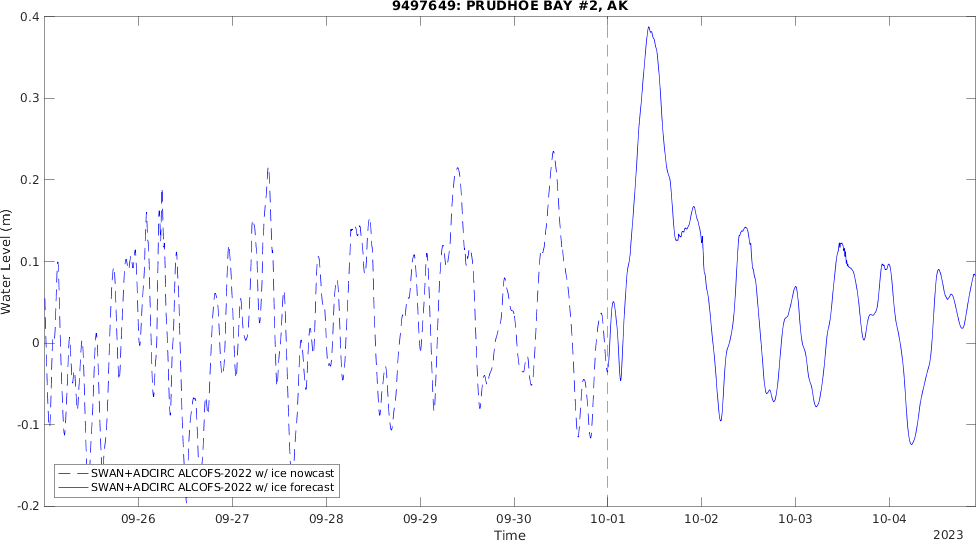 9497649: PRUDHOE BAY #2, AK
Water Level (m)
0.4
0.3
0.2
0.1
0
-0.1
-0.2
SWAN+ADCIRC ALCOFS-2022 w/ ice nowcast
SWAN+ADCIRC ALCOFS-2022 w/ ice forecast
09-26 09-27 09-28 09-29 09-30 10-01 10-02 10-03 10-04
Time
2023